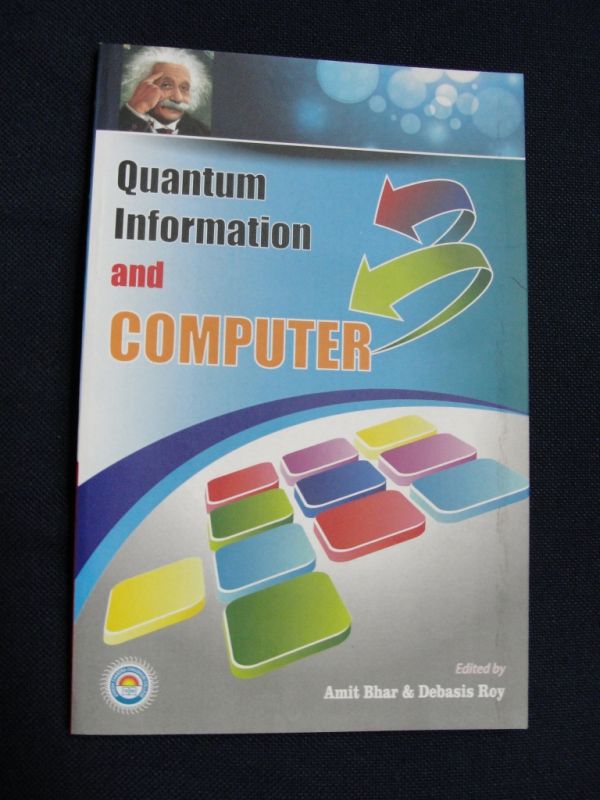 Quantum
Information
and
COMPUTER
Edited by
Amit Bhar & Debasis Roy